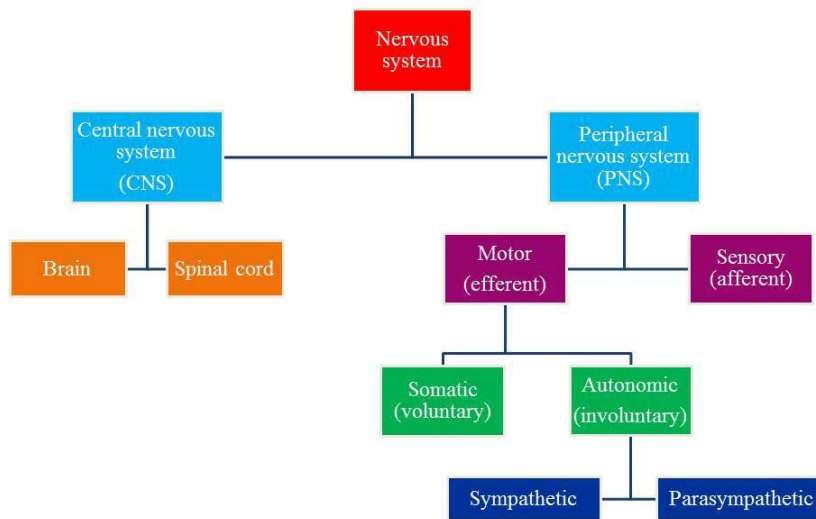 Nervous
system
Central nervous
system
(CNS)
Peripheral
nervous system
(PNS)
Brain
Spinal cord
Motor
(efferent)
Sensory
(afferent)
Somatic
(voluntary)
Autonomic
(involuntary)
Sympathetic
Parasympathetic